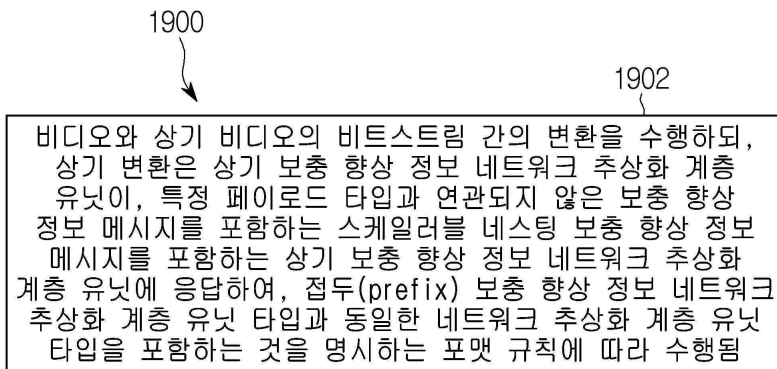 1900
1902
비디오와 상기 비디오의 비트스트림 간의 변환을 수행하되,
상기 변환은 상기 보충 향상 정보 네트워크 추상화 계층
유닛이, 특정 페이로드 타입과 연관되지 않은 보충 향상
정보 메시지를 포함하는 스케일러블 네스팅 보충 향상 정보
메시지를 포함하는 상기 보충 향상 정보 네트워크 추상화
계층 유닛에 응답하여, 접두(prefix) 보충 향상 정보 네트워크
추상화 계층 유닛 타입과 동일한 네트워크 추상화 계층 유닛
타입을 포함하는 것을 명시하는 포맷 규칙에 따라 수행됨